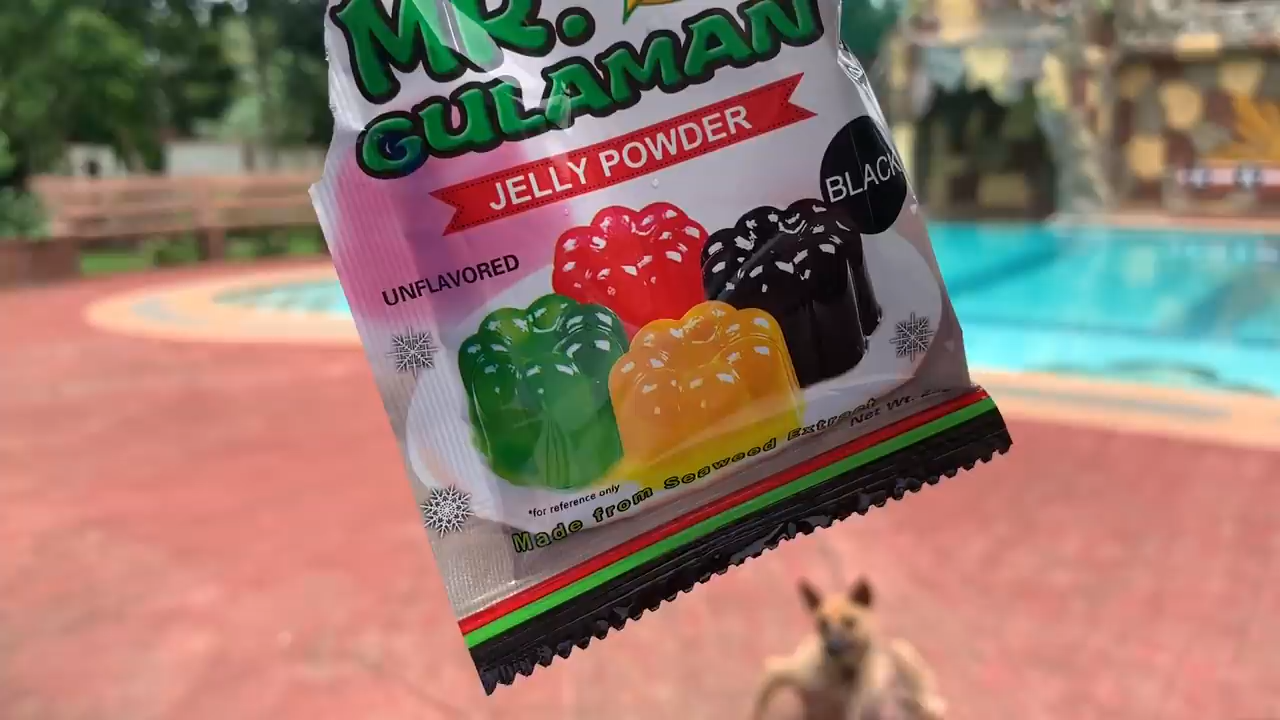 MR.
GULAMAN
JELLY POWDER
BLACK
UNFLAVORED
*for reference only
Made from Seaweed Extract
Net Wt.